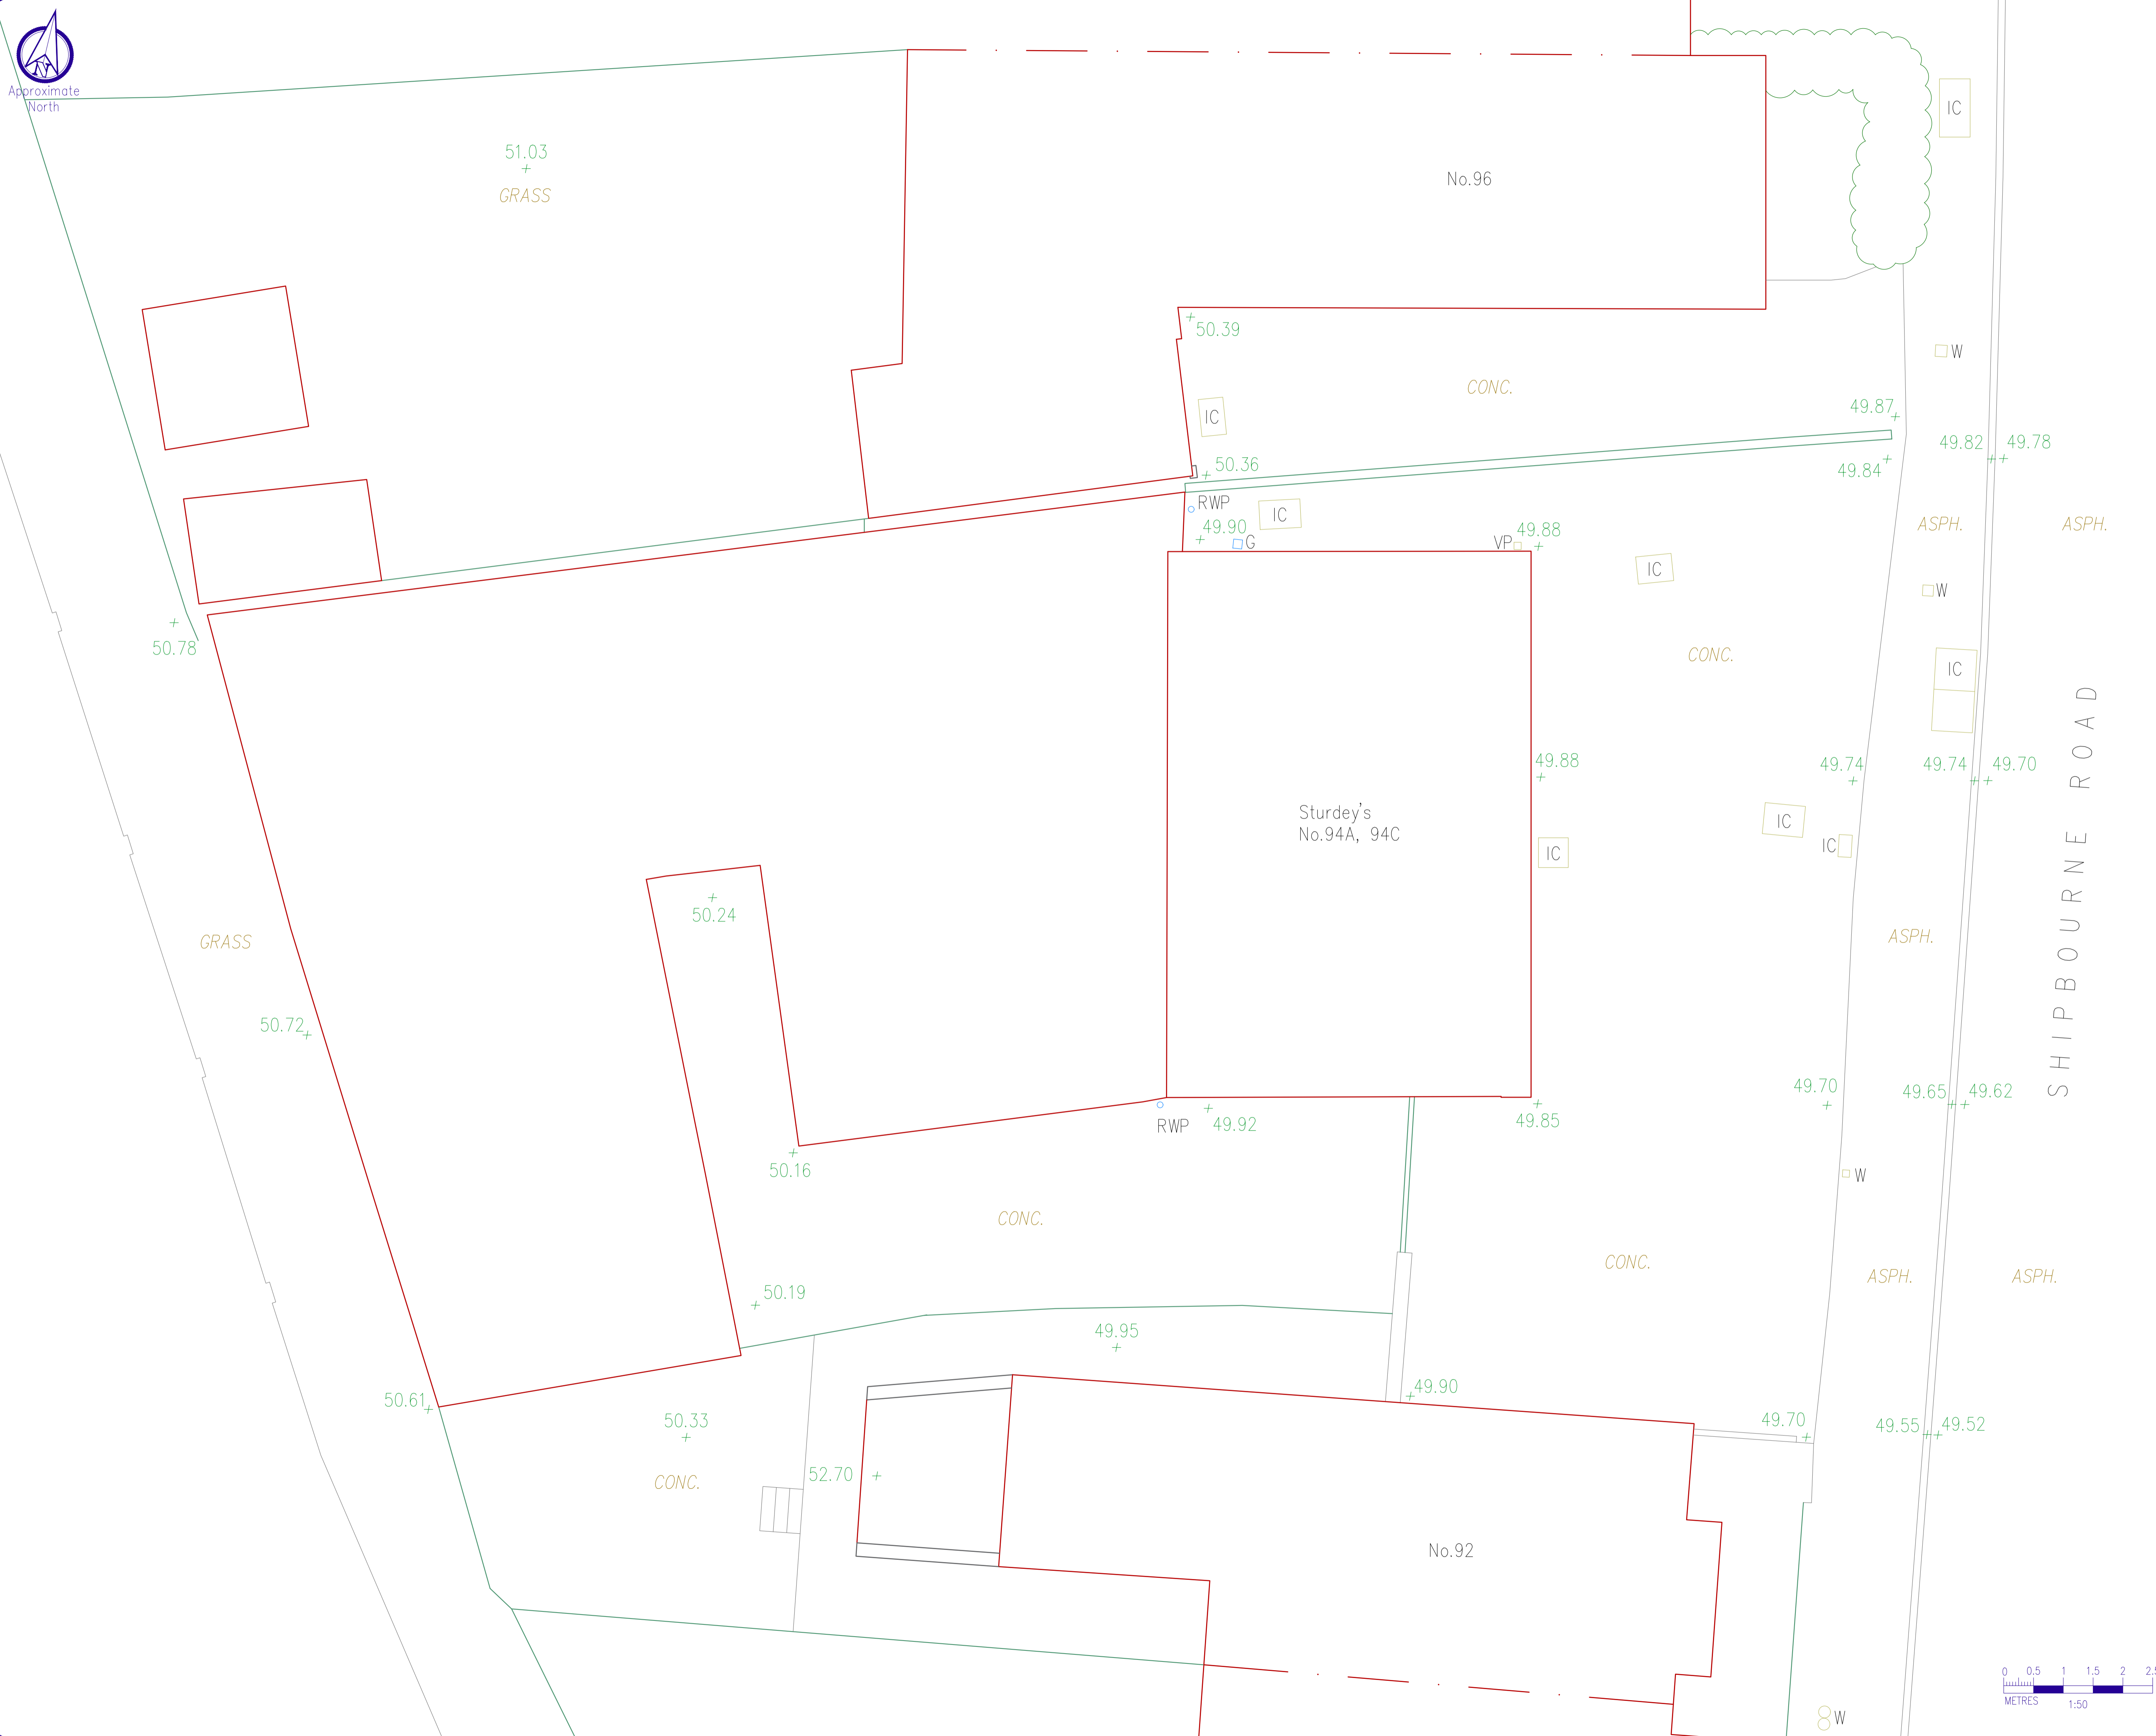 N
Approximate
North
51.03
GRASS
No.96
IC
50.39
W
CONC.
IC
49.87
49.82
49.78
50.36
49.84
RWP
IC
49.90
G
VP
49.88
ASPH.
ASPH.
IC
W
50.78
CONC.
IC
SHIPBOURNE ROAD
49.88
49.74
49.74
49.70
Sturdey's
No.94A, 94C
IC
IC
IC
50.24
GRASS
ASPH.
50.72
49.70
49.65
49.62
RWP
49.92
49.85
50.16
W
CONC.
CONC.
ASPH.
ASPH.
50.19
49.95
50.61
49.90
50.33
49.70
49.55
49.52
CONC.
52.70
No.92
0 0.5 1 1.5 2 2.5
METRES
1:50
W